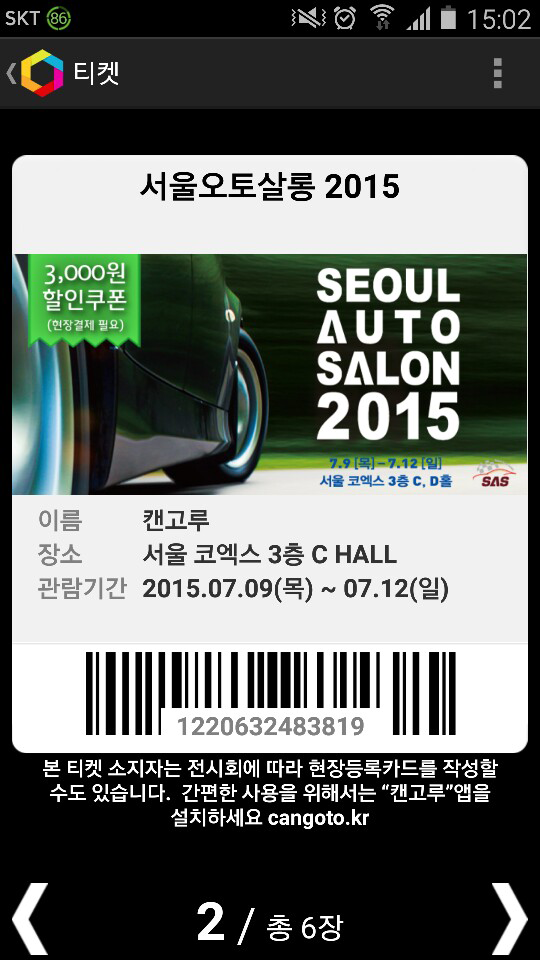 SKT 86 15:02
티켓
서울오토살롱 2015
3,000원
할인쿠폰
(현장결제 필요)
SEOUL
AUTO
SALON
2015
7.9 [목] - 7.12 [일]
서울 코엑스 3층 C, D홀
SAS
이름 캔고루
장소 서울 코엑스 3층 C HALL
관람기간 2015.07.09(목) ~ 07.12(일)
1220632483819
본 티켓 소지자는 전시회에 따라 현장등록카드를 작성할
수도 있습니다. 간편한 사용을 위해서는 “캔고루”앱을
설치하세요 cangoto.kr
2 / 총 6장